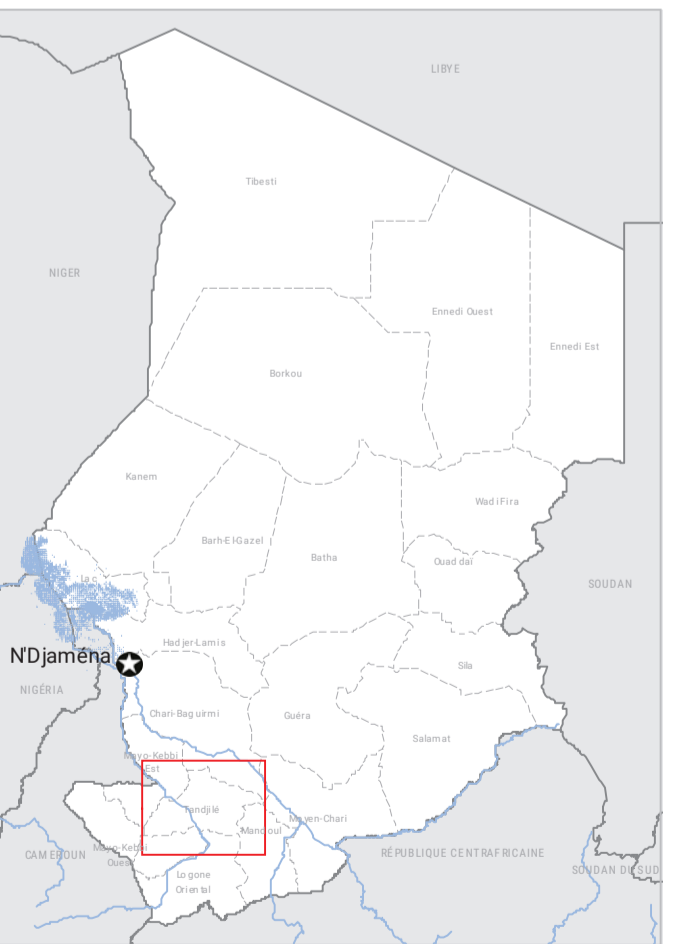 LIBYE
Tibesti
NIGER
Ennedi Ouest
Ennedi Est
Borkou
Kanem
Wadi Fira
Barh-El-Gazel
Batha
Ouaddaï
Lac
SOUDAN
Hadjer-Lamis
N'Djaména
Sila
NIGÉRIA
Chari-Baguirmi
Guéra
Salamat
Mayo-Kebbi
Est
Tandjilé
Moyen-Chari
Mandoul
Mayo-Kebbi
Ouest
CAMEROUN
RÉPUBLIQUE CENTRAFRICAINE
SOUDAN DU SUD
Logone
Oriental